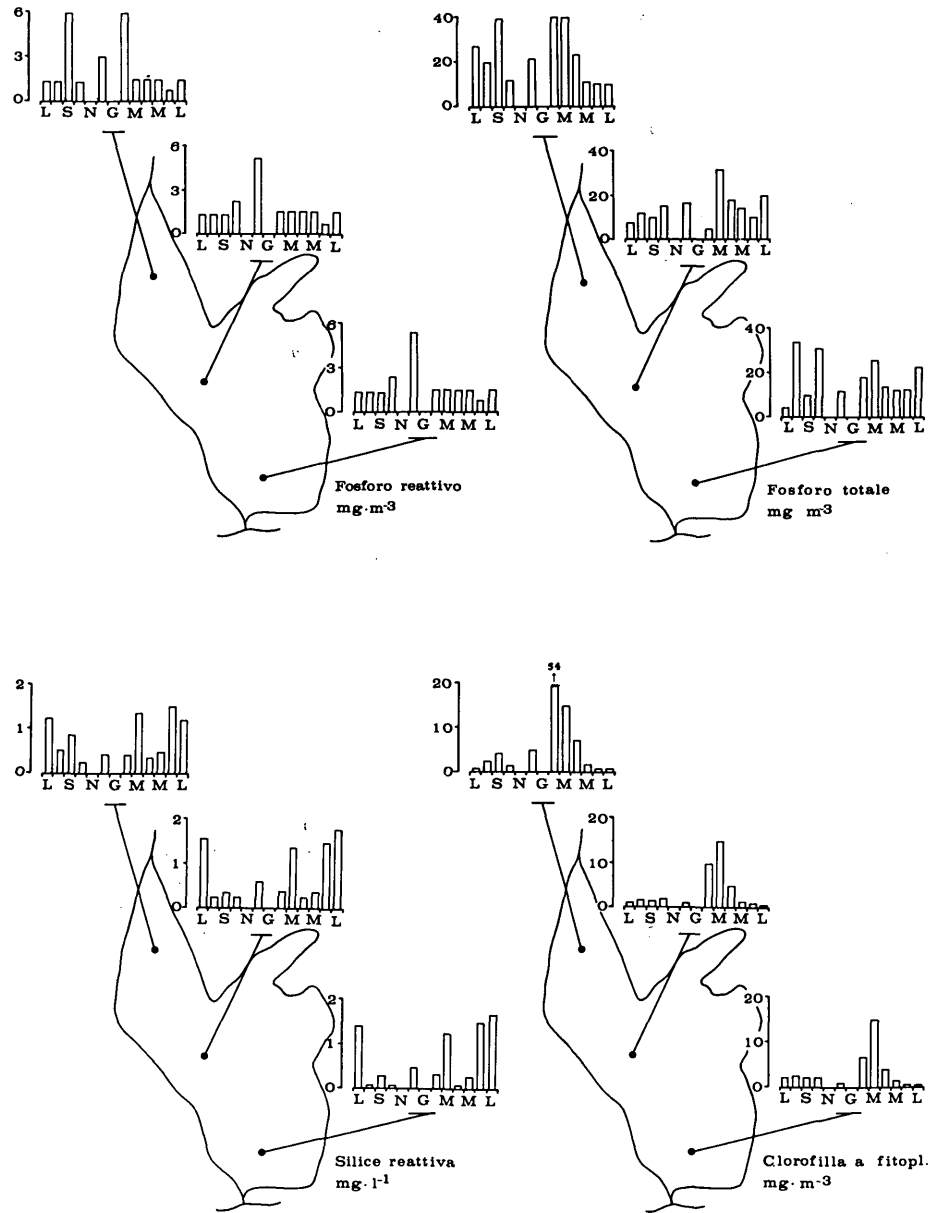 6
3
0
L S N G M M L
40
20
0
L S N G M M L
6
3
0
L S N G M M L
40
20
0
L S N G M M L
6
3
0
L S N G M M L
40
20
0
L S N G M M L
Fosforo reattivo
mg·m-3
Fosforo totale
mg m-3
2
1
0
L S N G M M L
54
20
10
0
L S N G M M L
2
1
0
L S N G M M L
20
10
0
L S N G M M L
2
1
0
L S N G M M L
20
10
0
L S N G M M L
Silice reattiva
mg·l-1
Clorofilla a fitopl.
mg·m-3